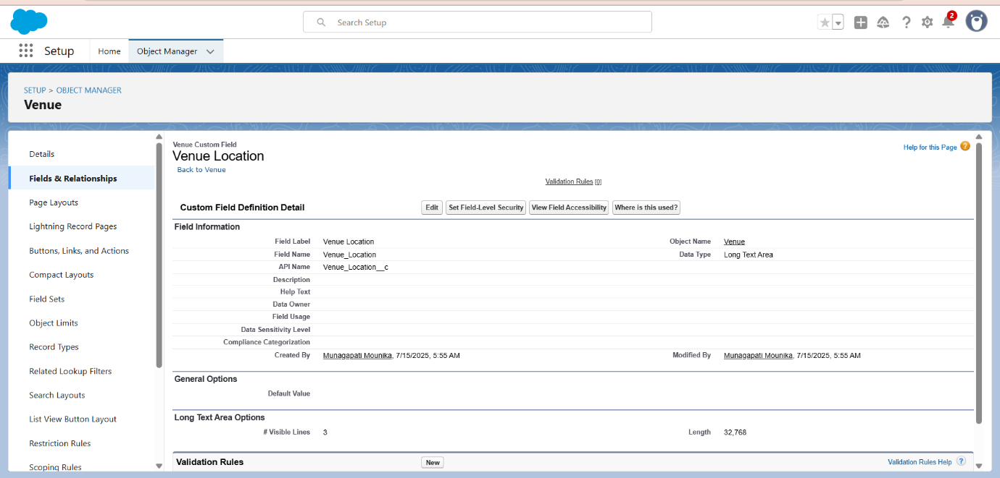 Search Setup
2
Setup Home Object Manager
SETUP > OBJECT MANAGER
Venue
Details
Fields & Relationships
Page Layouts
Lightning Record Pages
Buttons, Links, and Actions
Compact Layouts
Field Sets
Object Limits
Record Types
Related Lookup Filters
Search Layouts
List View Button Layout
Restriction Rules
Scoping Rules
Venue Custom Field
Venue Location
Back to Venue
Help for this Page ?
Validation Rules [0]
Custom Field Definition Detail Edit Set Field-Level Security View Field Accessibility Where is this used?
Field Information
Field Label Venue Location Object Name Venue
Field Name Venue_Location Data Type Long Text Area
API Name Venue_Location__c
Description
Help Text
Data Owner
Field Usage
Data Sensitivity Level
Compliance Categorization
Created By Munagapati Mounika, 7/15/2025, 5:55 AM Modified By Munagapati Mounika, 7/15/2025, 5:55 AM
General Options
Default Value
Long Text Area Options
# Visible Lines 3 Length 32,768
Validation Rules New Validation Rules Help ?